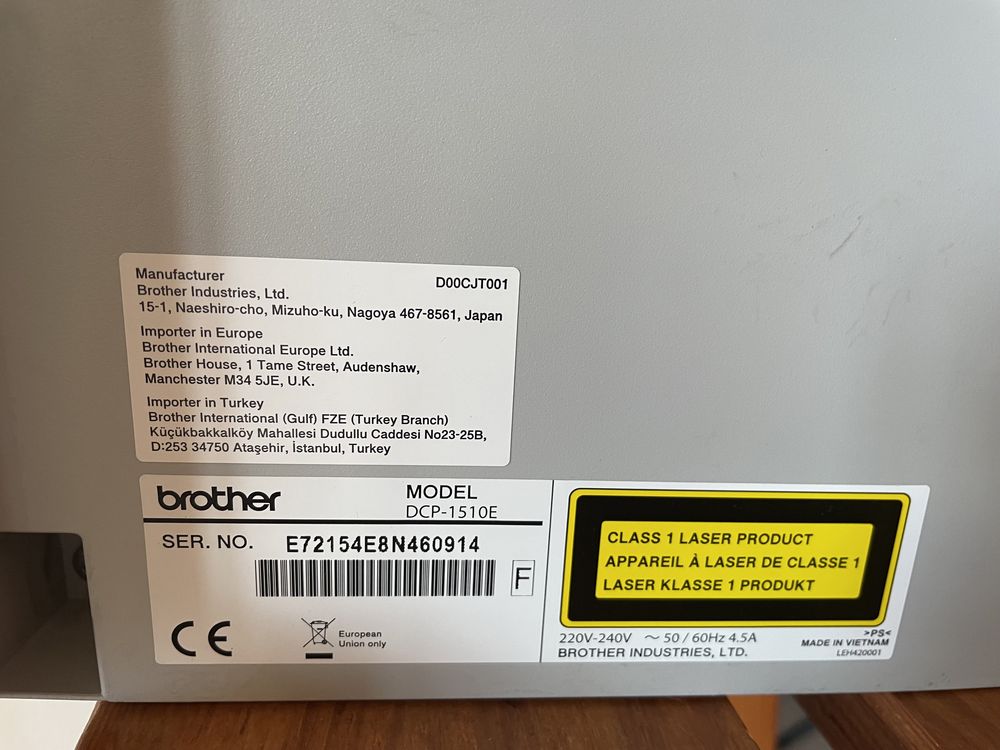 Manufacturer
D00CJT001
Brother Industries, Ltd.
15-1, Naeshiro-cho, Mizuho-ku, Nagoya 467-8561, Japan
Importer in Europe
Brother International Europe Ltd.
Brother House, 1 Tame Street, Audenshaw,
Manchester M34 5JE, U.K.
Importer in Turkey
Brother International (Gulf) FZE (Turkey Branch)
Küçükbakkalköy Mahallesi Dudullu Caddesi No23-25B,
D:253 34750 Ataşehir, İstanbul, Turkey
brother
MODEL
DCP-1510E
SER. NO. E72154E8N460914
F
CE
European
Union only
CLASS 1 LASER PRODUCT
APPAREIL À LASER DE CLASSE 1
LASER KLASSE 1 PRODUKT
220V-240V ～ 50 / 60Hz 4.5A
BROTHER INDUSTRIES, LTD.
>PS<
MADE IN VIETNAM
LEH420001